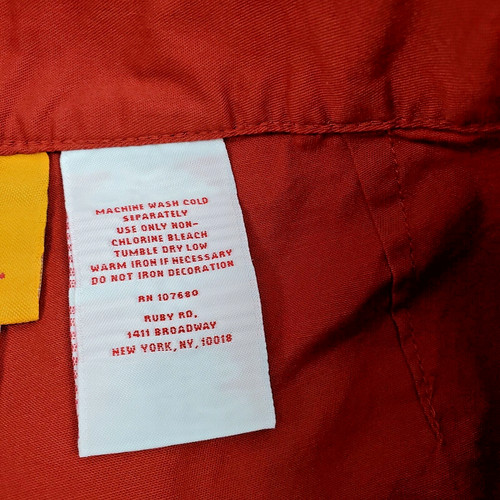 MACHINE WASH COLD
SEPARATELY
USE ONLY NON-
CHLORINE BLEACH
TUMBLE DRY LOW
WARM IRON IF NECESSARY
DO NOT IRON DECORATION
RN 107680
RUBY RD.
1411 BROADWAY
NEW YORK, NY, 10018